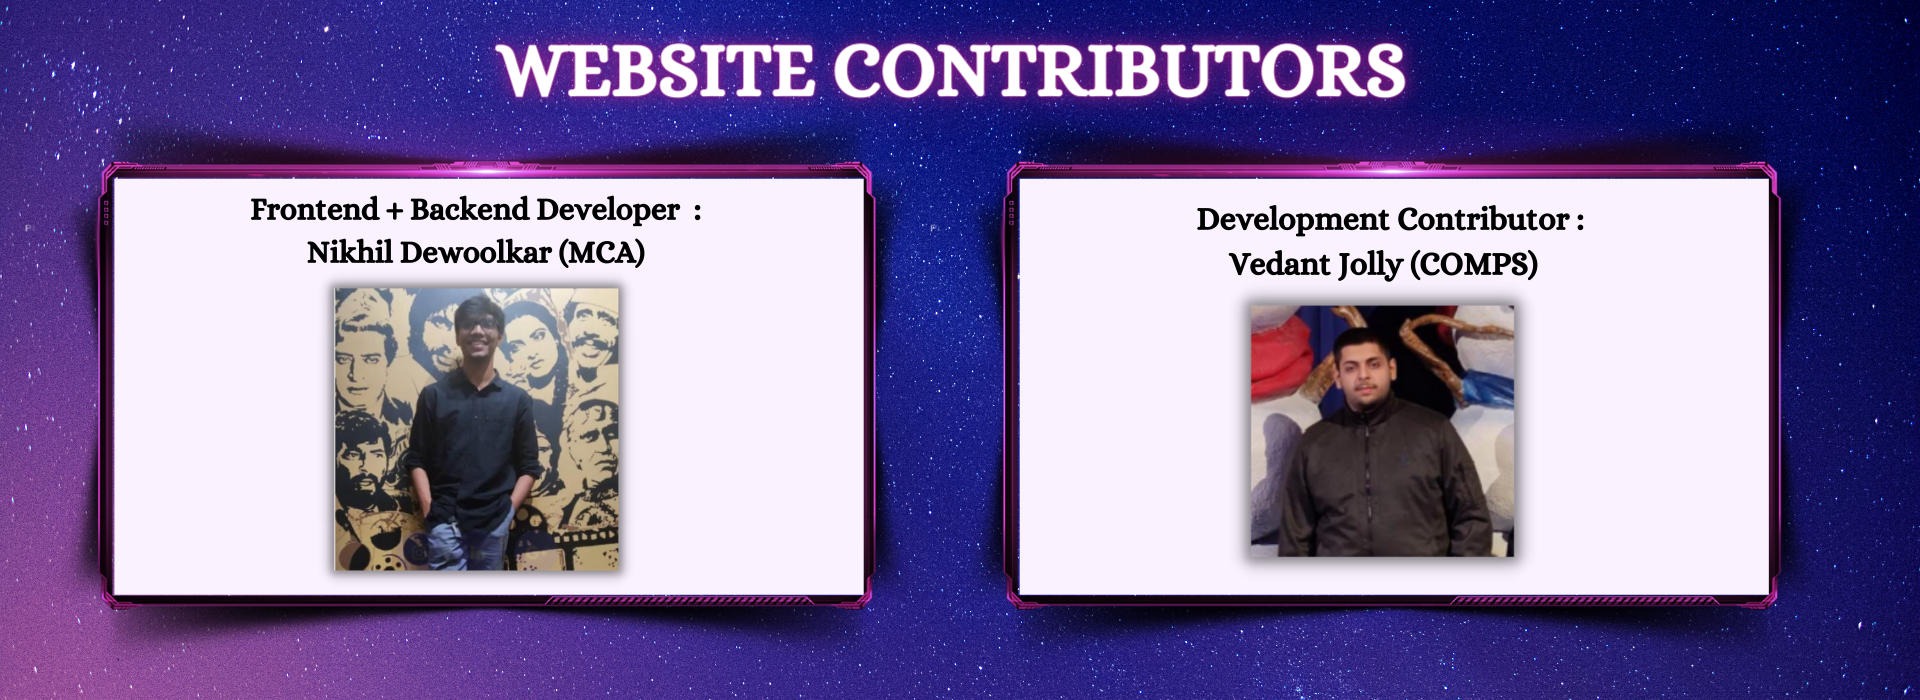 WEBSITE CONTRIBUTORS
Frontend + Backend Developer :
Nikhil Dewoolkar (MCA)
Development Contributor :
Vedant Jolly (COMPS)